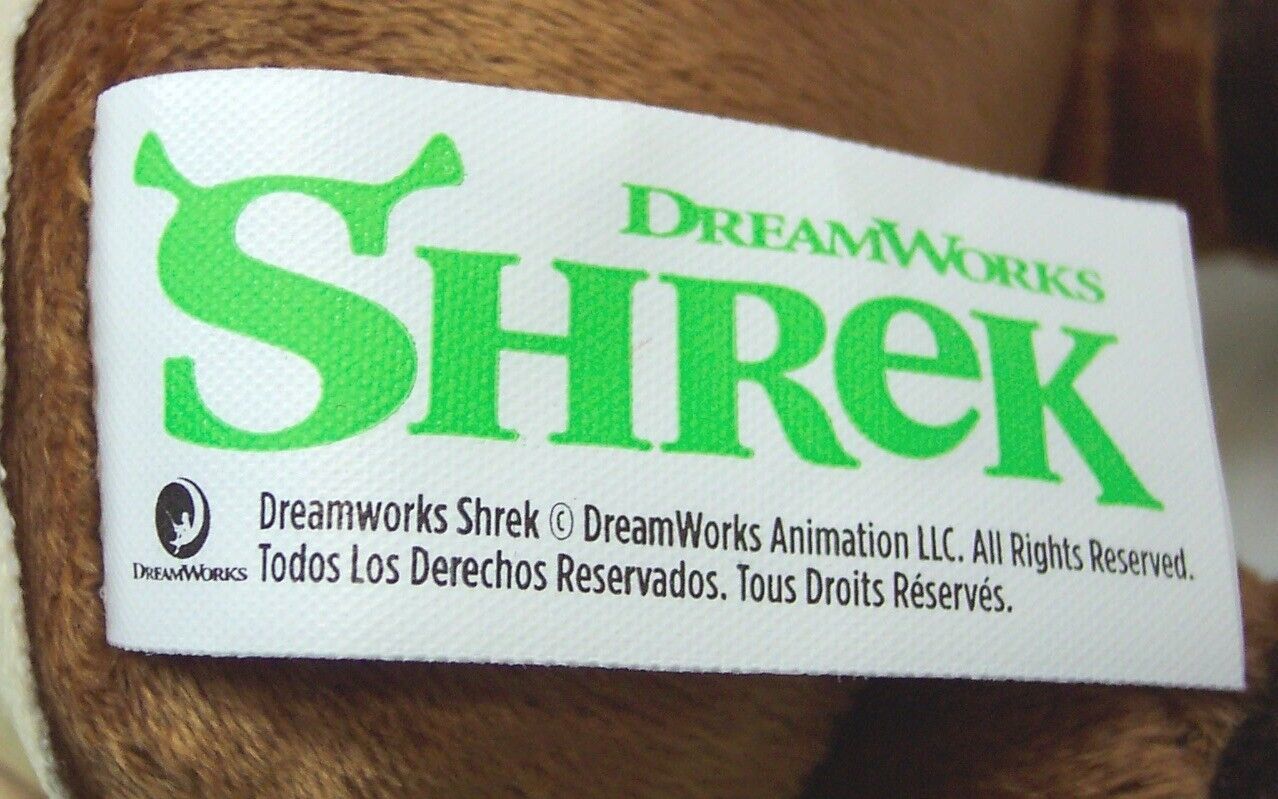 DREAMWORKS
SHREK
Dreamworks Shrek © DreamWorks Animation LLC. All Rights Reserved.
DREAMWORKS Todos Los Derechos Reservados. Tous Droits Réservés.